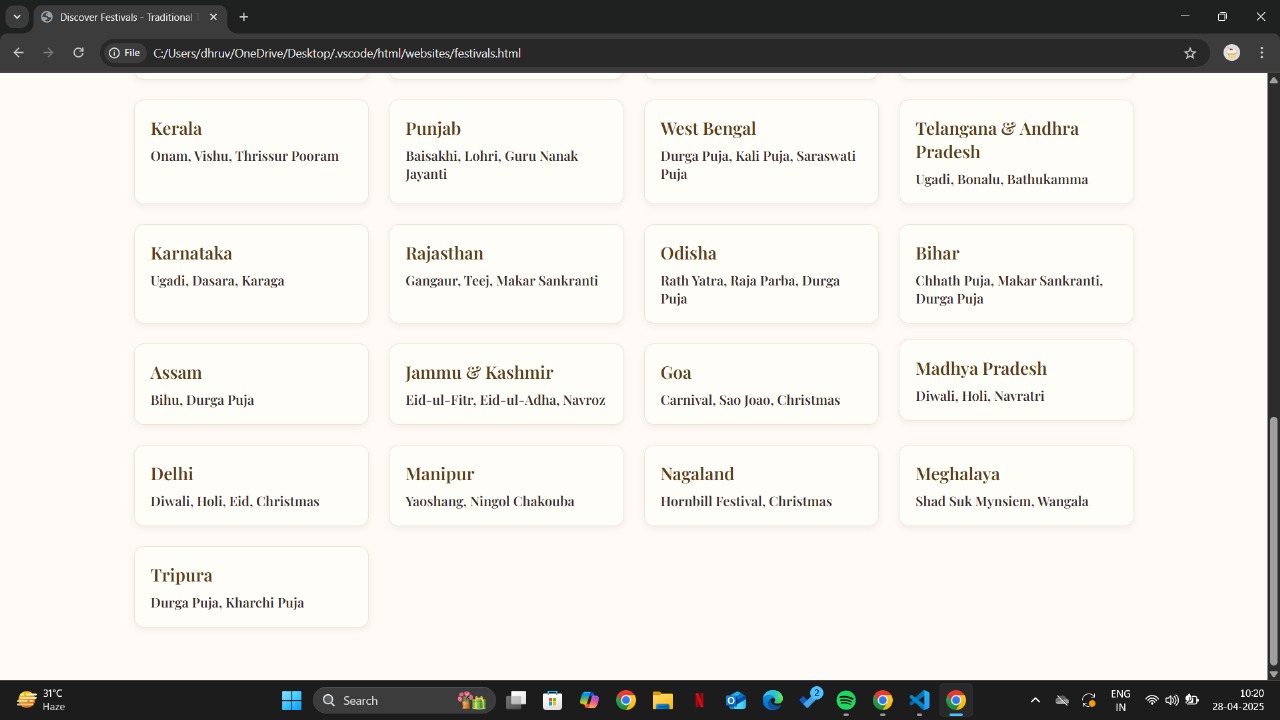 Discover Festivals - Traditional
File
C:/Users/dhruv/OneDrive/Desktop/.vscode/html/websites/festivals.html
Kerala
Onam, Vishu, Thrissur Pooram
Punjab
Baisakhi, Lohri, Guru Nanak
Jayanti
West Bengal
Durga Puja, Kali Puja, Saraswati
Puja
Telangana & Andhra
Pradesh
Ugadi, Bonalu, Bathukamma
Karnataka
Ugadi, Dasara, Karaga
Rajasthan
Gangaur, Teej, Makar Sankranti
Odisha
Rath Yatra, Raja Parba, Durga
Puja
Bihar
Chhath Puja, Makar Sankranti,
Durga Puja
Assam
Bihu, Durga Puja
Jammu & Kashmir
Eid-ul-Fitr, Eid-ul-Adha, Navroz
Goa
Carnival, Sao Joao, Christmas
Madhya Pradesh
Diwali, Holi, Navratri
Delhi
Diwali, Holi, Eid, Christmas
Manipur
Yaoshang, Ningol Chakouba
Nagaland
Hornbill Festival, Christmas
Meghalaya
Shad Suk Mynsiem, Wangala
Tripura
Durga Puja, Kharchi Puja
31°C
Haze
Search
2
ENG
IN
10:20
28-04-2025